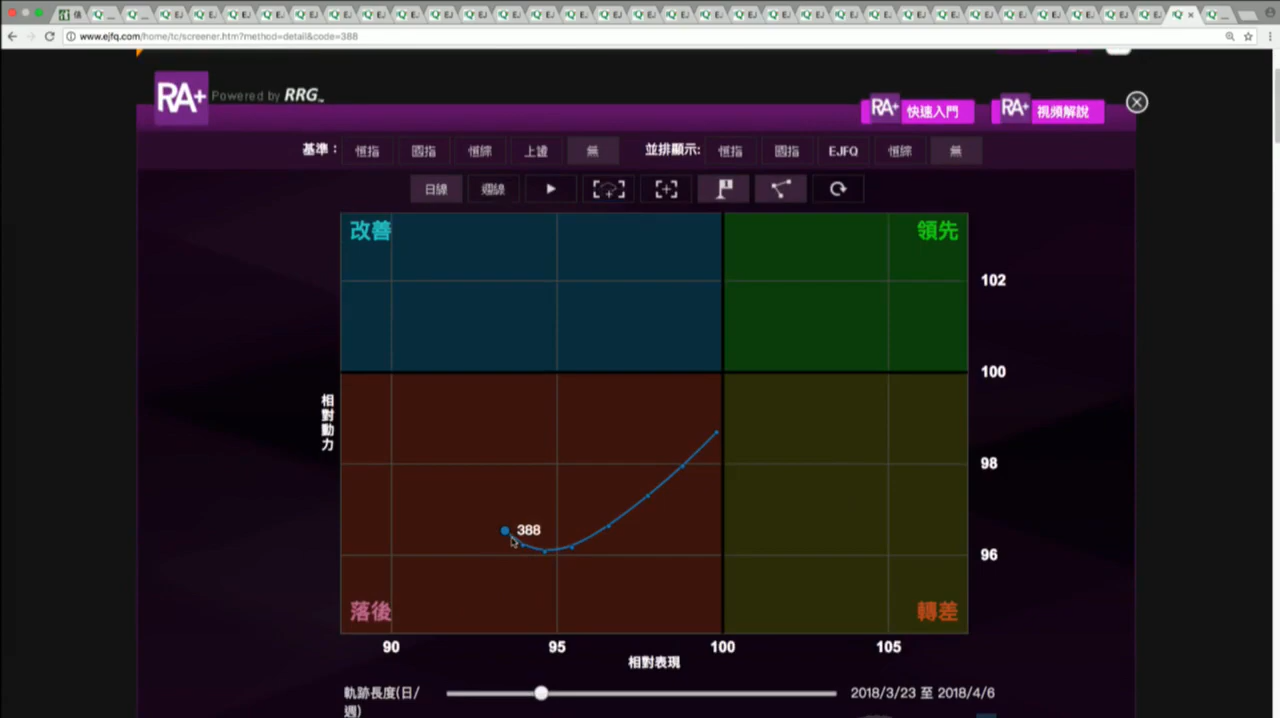 www.ejfq.com/home/tc/screener.htm?method=detail&code=388
RA+ Powered by RRG™
RA+ 快速入門 RA+ 視頻解說
基準： 恒指 國指 恒綜 上證 無 並排顯示: 恒指 國指 EJFQ 恒綜 無
日線 週線
改善 領先
102
100
相對動力
98
388
96
落後 轉差
90 95 100 105
相對表現
軌跡長度(日/ 2018/3/23 至 2018/4/6
週)